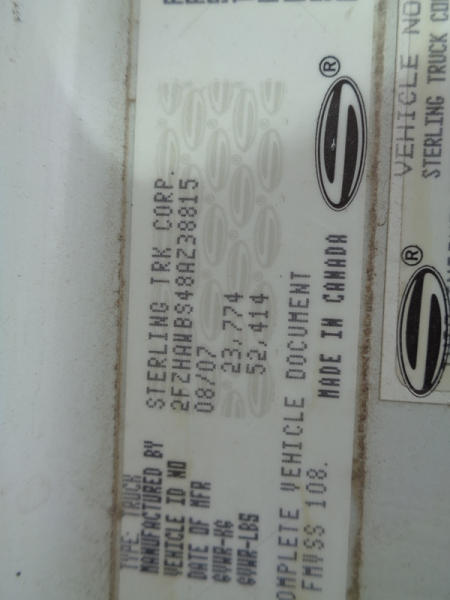 TYPE: TRUCK
MANUFACTURED BY STERLING TRK CORP.
VEHICLE ID NO 2FZHAWBS48AZ38815
DATE OF MFR 08/07
GVWR-KG 23,774
GVWR-LBS 52,414
OMPLETE VEHICLE DOCUMENT
FMVSS 108.
MADE IN CANADA
®
VEHICLE NO
STERLING TRUCK CO
®